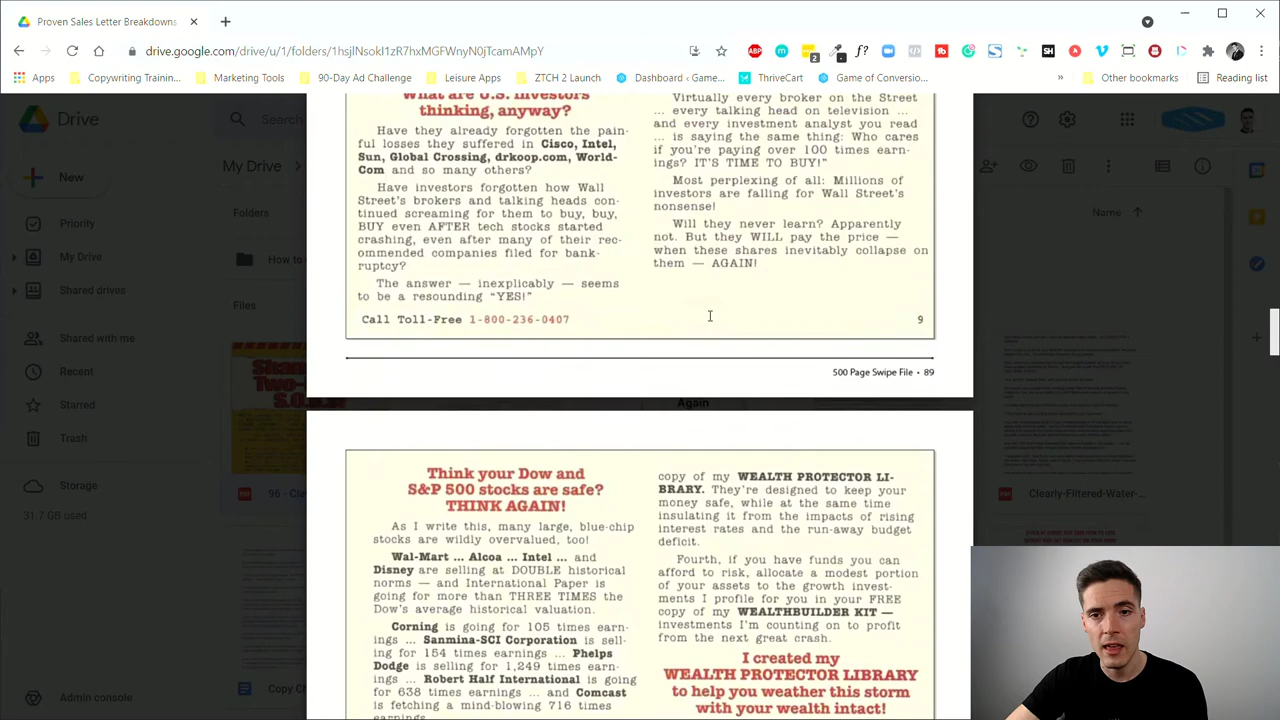 Proven Sales Letter Breakdowns
drive.google.com/drive/u/1/folders/1hsjlNsokI1zR7hxMGFWnyN0jTcamAMpY
Apps
Copywriting Trainin...
Marketing Tools
90-Day Ad Challenge
Leisure Apps
ZTCH 2 Launch
Dashboard ‹ Game...
ThriveCart
Game of Conversio...
»
Other bookmarks
Reading list
Drive
Search
New
Priority
My Drive
Shared drives
Shared with me
Recent
Starred
Trash
Storage
31.7 GB used
Admin console
My Drive
Folders
How to
Files
96 - Cle
Copy Ch
What are U.S. investors
thinking, anyway?
Have they already forgotten the pain-
ful losses they suffered in Cisco, Intel,
Sun, Global Crossing, drkoop.com, World-
Com and so many others?
Have investors forgotten how Wall
Street's brokers and talking heads con-
tinued screaming for them to buy, buy,
BUY even AFTER tech stocks started
crashing, even after many of their rec-
ommended companies filed for bank-
ruptcy?
The answer — inexplicably — seems
to be a resounding “YES!”
Call Toll-Free 1-800-236-0407
Virtually every broker on the Street
... every talking head on television ...
and every investment analyst you read
... is saying the same thing: Who cares
if you're paying over 100 times earn-
ings? IT'S TIME TO BUY!”
Most perplexing of all: Millions of
investors are falling for Wall Street's
nonsense!
Will they never learn? Apparently
not. But they WILL pay the price —
when these shares inevitably collapse on
them — AGAIN!
9
500 Page Swipe File • 89
Again
Think your Dow and
S&P 500 stocks are safe?
THINK AGAIN!
As I write this, many large, blue-chip
stocks are wildly overvalued, too!
Wal-Mart ... Alcoa ... Intel ... and
Disney are selling at DOUBLE historical
norms — and International Paper is
going for more than THREE TIMES the
Dow's average historical valuation.
Corning is going for 105 times earn-
ings ... Sanmina-SCI Corporation is sell-
ing for 154 times earnings ... Phelps
Dodge is selling for 1,249 times earn-
ings ... Robert Half International is going
for 638 times earnings ... and Comcast
is fetching a mind-blowing 716 times
earnings
copy of my WEALTH PROTECTOR LI-
BRARY. They're designed to keep your
money safe, while at the same time
insulating it from the impacts of rising
interest rates and the run-away budget
deficit.
Fourth, if you have funds you can
afford to risk, allocate a modest portion
of your assets to the growth invest-
ments I profile for you in your FREE
copy of my WEALTHBUILDER KIT —
investments I'm counting on to profit
from the next great crash.
I created my
WEALTH PROTECTOR LIBRARY
to help you weather this storm
with your wealth intact!
Name
Clearly-Filtered-Water-...